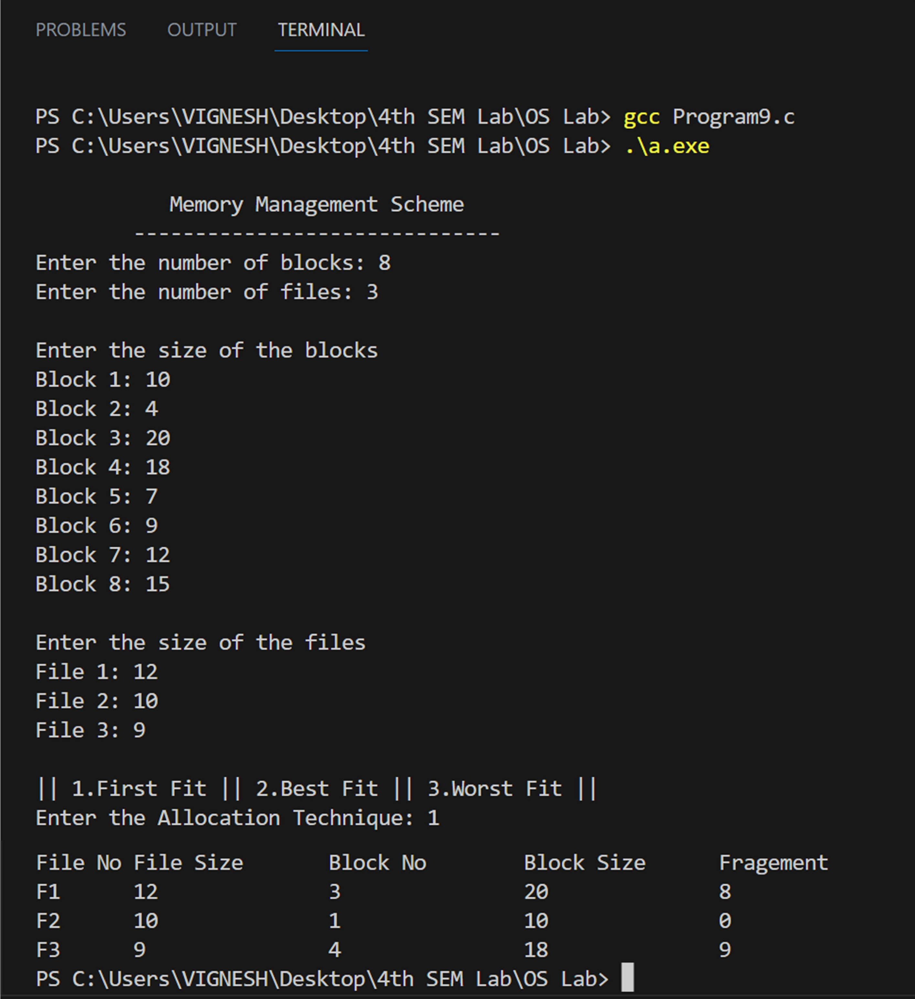 PROBLEMS OUTPUT TERMINAL
PS C:\Users\VIGNESH\Desktop\4th SEM Lab\OS Lab> gcc Program9.c
PS C:\Users\VIGNESH\Desktop\4th SEM Lab\OS Lab> .\a.exe
Memory Management Scheme
------------------------------
Enter the number of blocks: 8
Enter the number of files: 3
Enter the size of the blocks
Block 1: 10
Block 2: 4
Block 3: 20
Block 4: 18
Block 5: 7
Block 6: 9
Block 7: 12
Block 8: 15
Enter the size of the files
File 1: 12
File 2: 10
File 3: 9
|| 1.First Fit || 2.Best Fit || 3.Worst Fit ||
Enter the Allocation Technique: 1
File No File Size Block No Block Size Fragement
F1 12 3 20 8
F2 10 1 10 0
F3 9 4 18 9
PS C:\Users\VIGNESH\Desktop\4th SEM Lab\OS Lab>